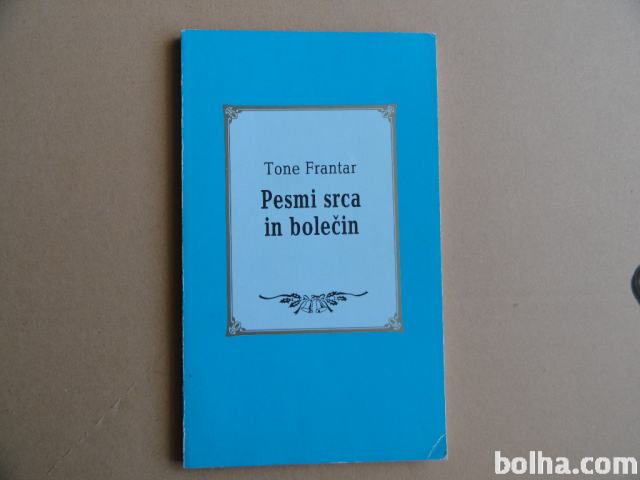 Tone Frantar
Pesmi srca
in bolečin
bolha.com